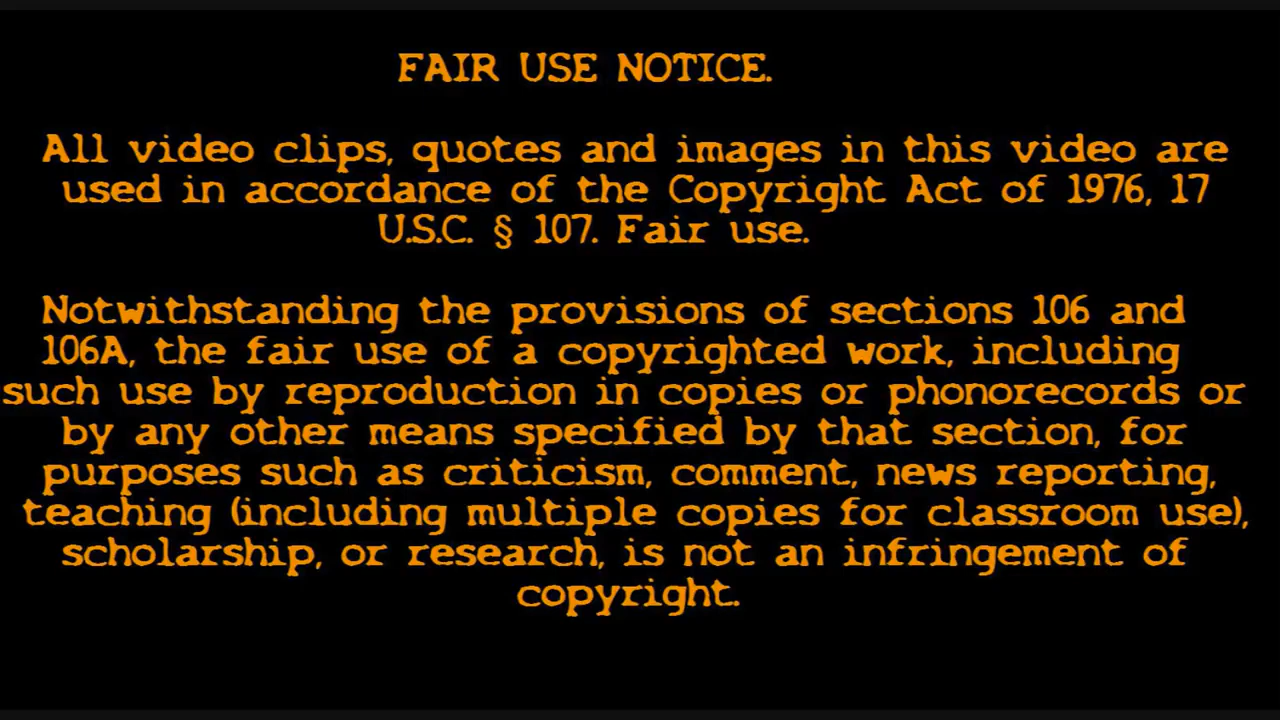 FAIR USE NOTICE.
All video clips, quotes and images in this video are
used in accordance of the Copyright Act of 1976, 17
U.S.C. § 107. Fair use.
Notwithstanding the provisions of sections 106 and
106A, the fair use of a copyrighted work, including
such use by reproduction in copies or phonorecords or
by any other means specified by that section, for
purposes such as criticism, comment, news reporting,
teaching (including multiple copies for classroom use),
scholarship, or research, is not an infringement of
copyright.